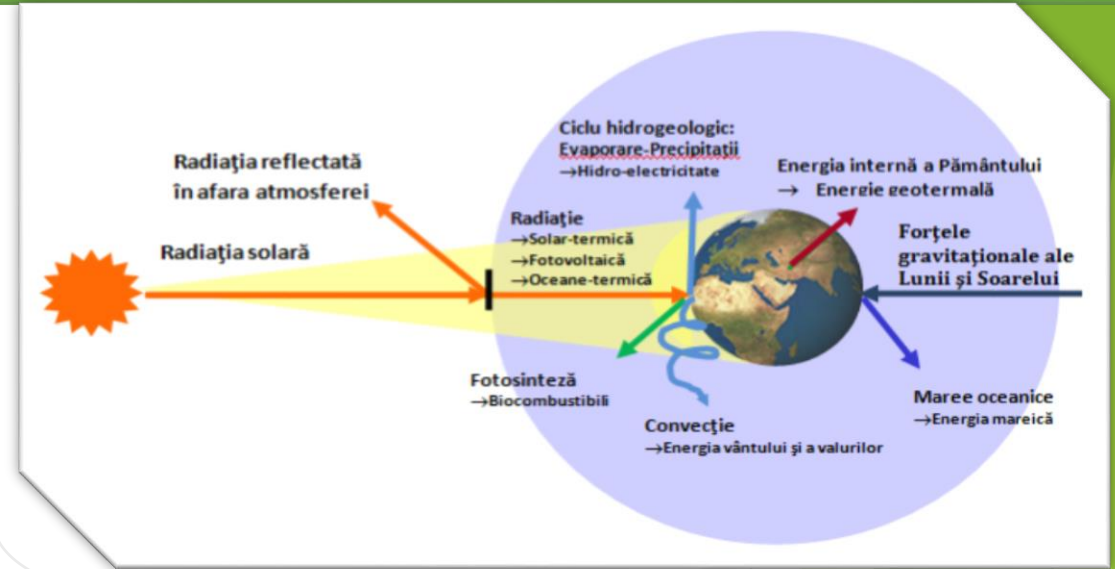 Radiaţia reflectată
în afara atmosferei
Radiaţia solară
Ciclu hidrogeologic:
Evaporare-Precipitaţii
→Hidro-electricitate
Radiaţie
→Solar-termică
→Fotovoltaică
→Oceane-termică
Energia internă a Pământului
→ Energie geotermală
Forţele
gravitaţionale ale
Lunii şi Soarelui
Fotosinteză
→Biocombustibili
Convecţie
→Energia vântului şi a valurilor
Maree oceanice
→Energia mareică